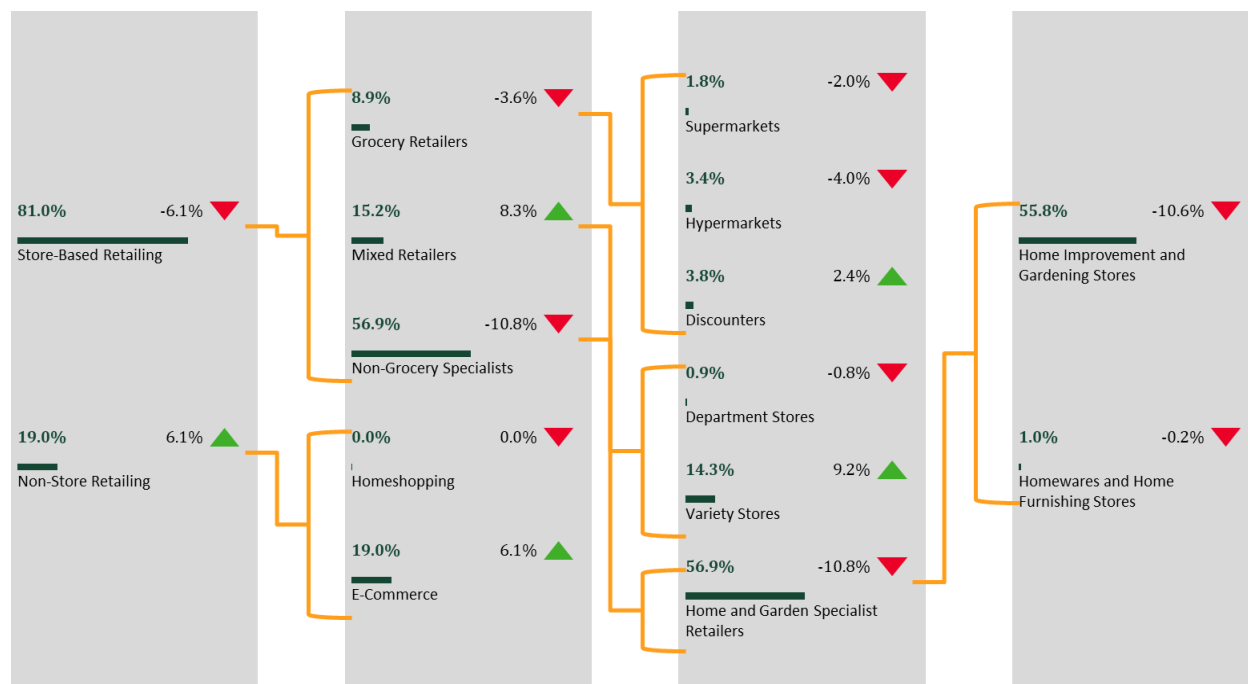 81.0% -6.1%
Store-Based Retailing
19.0% 6.1%
Non-Store Retailing
8.9% -3.6%
Grocery Retailers
15.2% 8.3%
Mixed Retailers
56.9% -10.8%
Non-Grocery Specialists
0.0% 0.0%
Homeshopping
19.0% 6.1%
E-Commerce
1.8% -2.0%
Supermarkets
3.4% -4.0%
Hypermarkets
3.8% 2.4%
Discounters
0.9% -0.8%
Department Stores
14.3% 9.2%
Variety Stores
56.9% -10.8%
Home and Garden Specialist
Retailers
55.8% -10.6%
Home Improvement and
Gardening Stores
1.0% -0.2%
Homewares and Home
Furnishing Stores